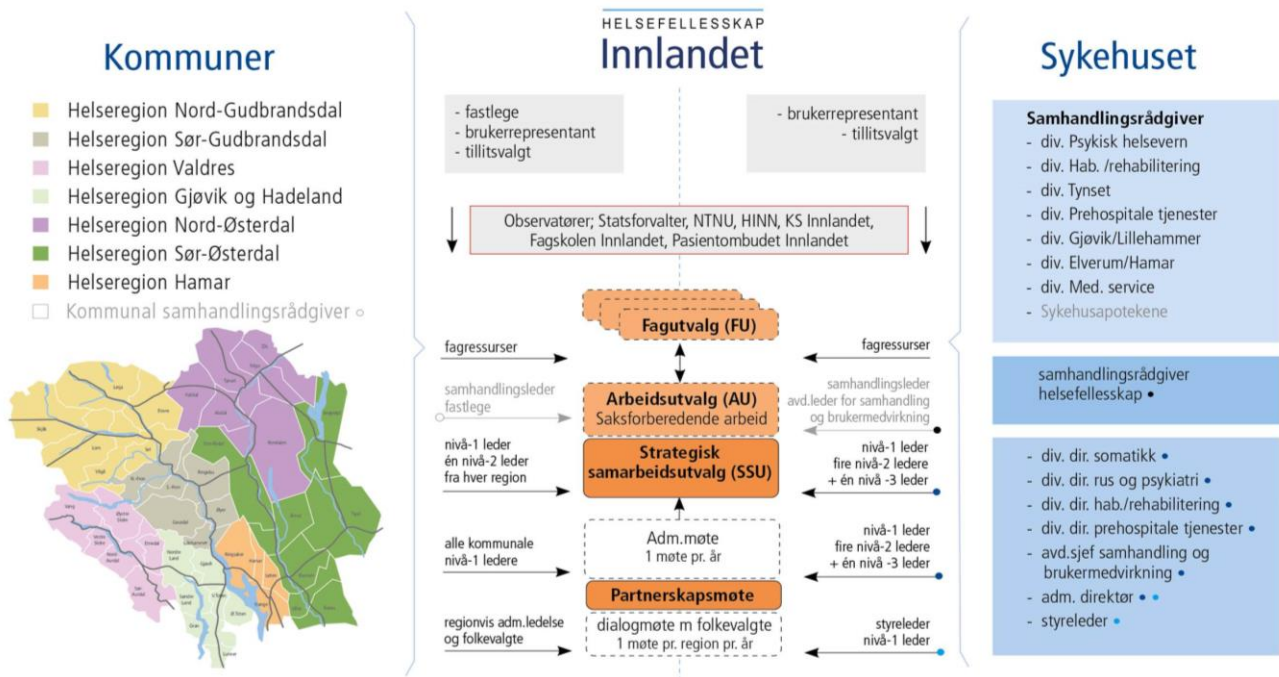 Kommuner
Helseregion Nord-Gudbrandsdal
Helseregion Sør-Gudbrandsdal
Helseregion Valdres
Helseregion Gjøvik og Hadeland
Helseregion Nord-Østerdal
Helseregion Sør-Østerdal
Helseregion Hamar
Kommunal samhandlingsrådgiver
HELSEFELLESSKAP
Innlandet
- fastlege
- brukerrepresentant
- tillitsvalgt
- brukerrepresentant
- tillitsvalgt
Observatører; Statsforvalter, NTNU, HINN, KS Innlandet,
Fagskolen Innlandet, Pasientombudet Innlandet
Fagutvalg (FU)
fagressurser
fagressurser
samhandlingsleder
fastlege
Arbeidsutvalg (AU)
Saksforberedende arbeid
samhandlingsleder
avd.leder for samhandling
og brukermedvirkning
nivå-1 leder
én nivå-2 leder
fra hver region
Strategisk
samarbeidsutvalg (SSU)
nivå-1 leder
fire nivå-2 ledere
+ én nivå -3 leder
alle kommunale
nivå-1 ledere
Adm.møte
1 møte pr. år
nivå-1 leder
fire nivå-2 ledere
+ én nivå -3 leder
Partnerskapsmøte
regionvis adm.ledelse
og folkevalgte
dialogmøte m folkevalgte
1 møte pr. region pr. år
styreleder
nivå-1 leder
Sykehuset
Samhandlingsrådgiver
- div. Psykisk helsevern
- div. Hab. /rehabilitering
- div. Tynset
- div. Prehospitale tjenester
- div. Gjøvik/Lillehammer
- div. Elverum/Hamar
- div. Med. service
- Sykehusapotekene
samhandlingsrådgiver
helsefellesskap
- div. dir. somatikk
- div. dir. rus og psykiatri
- div. dir. hab./rehabilitering
- div. dir. prehospitale tjenester
- avd.sjef samhandling og
brukermedvirkning
- adm. direktør
- styreleder